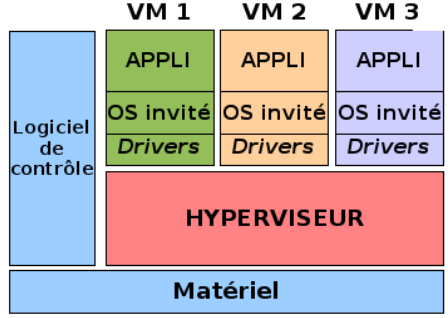 VM 1 VM 2 VM 3
APPLI APPLI APPLI
OS invité OS invité OS invité
Drivers Drivers Drivers
Logiciel
de
contrôle
HYPERVISEUR
Matériel